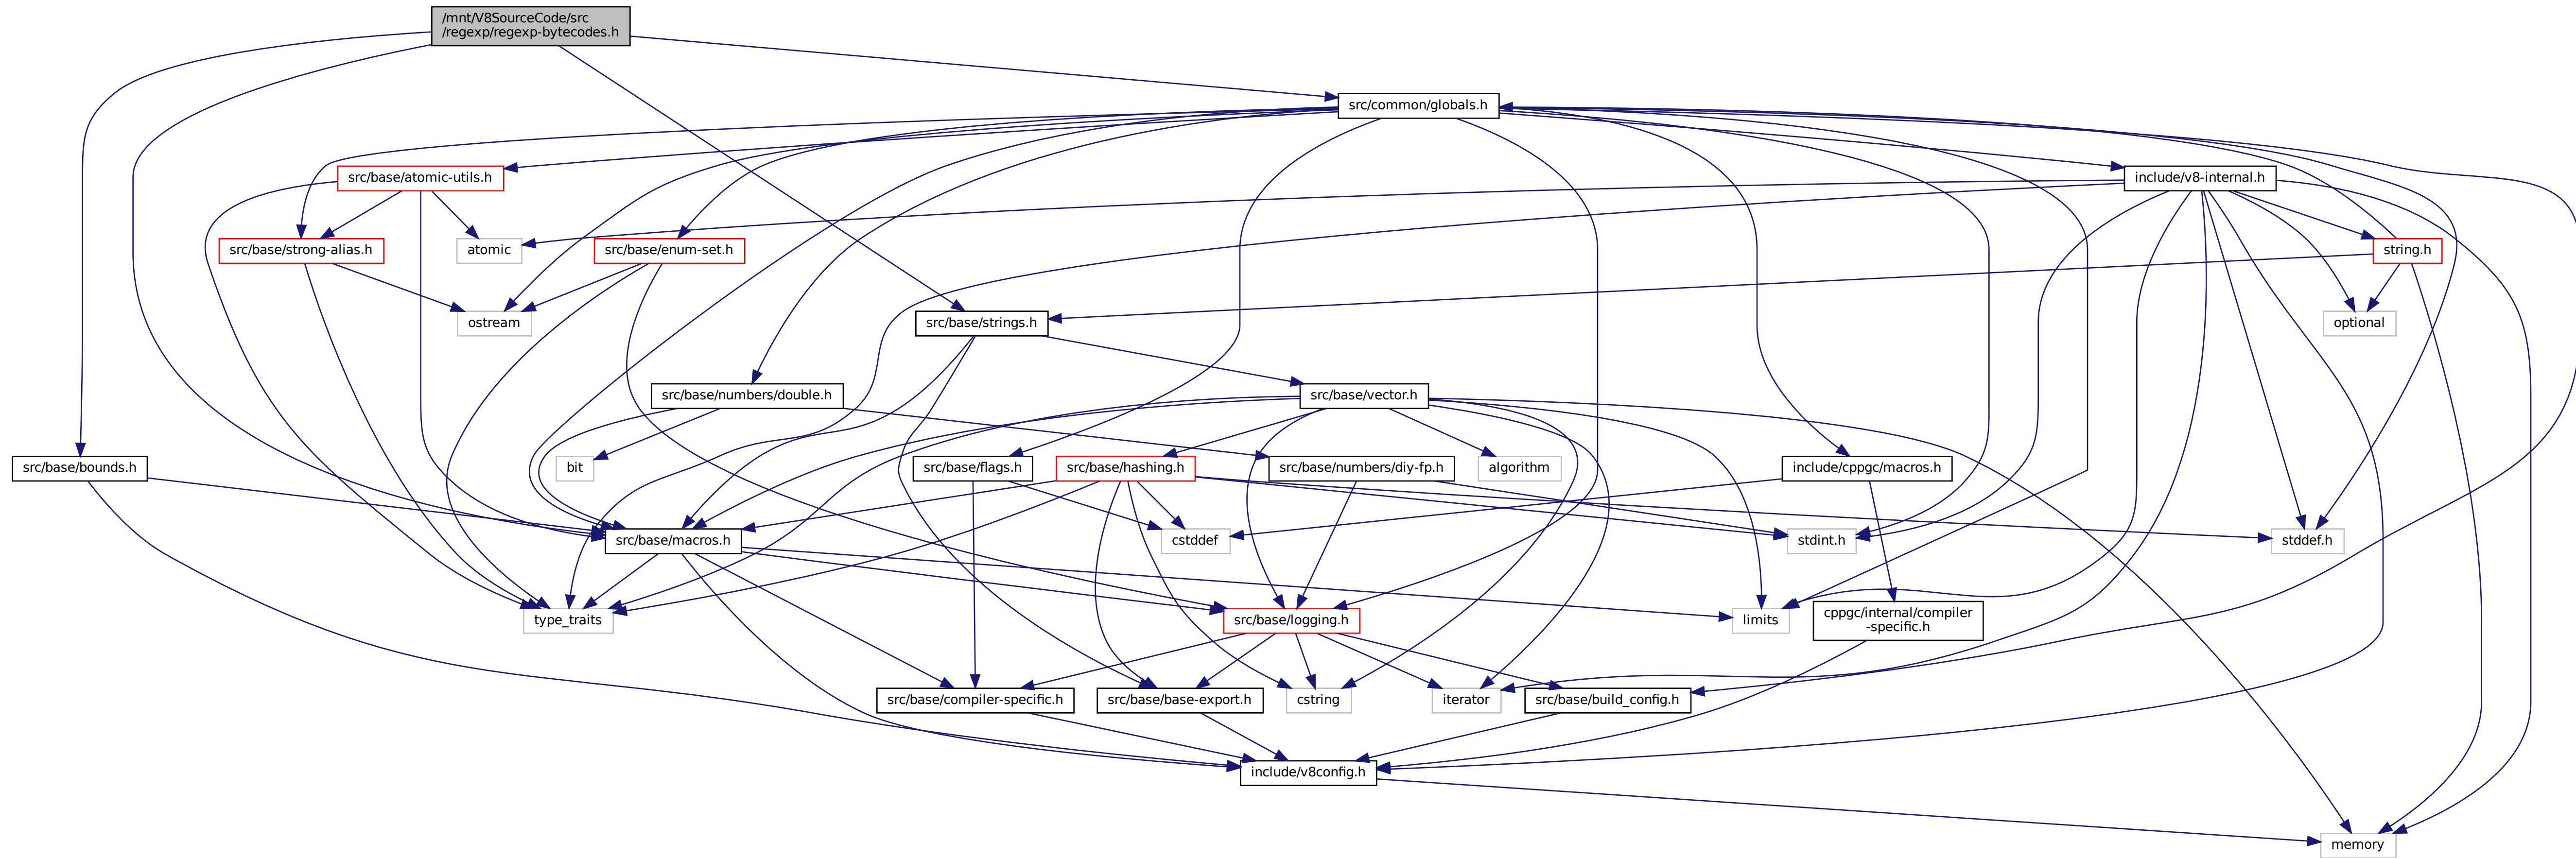 /mnt/V8SourceCode/src
/regexp/regexp-bytecodes.h
src/common/globals.h
src/base/atomic-utils.h
include/v8-internal.h
src/base/strong-alias.h
atomic
src/base/enum-set.h
string.h
ostream
src/base/strings.h
optional
src/base/numbers/double.h
src/base/vector.h
src/base/bounds.h
bit
src/base/flags.h
src/base/hashing.h
src/base/numbers/diy-fp.h
algorithm
include/cppgc/macros.h
src/base/macros.h
cstddef
stdint.h
stddef.h
type_traits
src/base/logging.h
limits
cppgc/internal/compiler
-specific.h
src/base/compiler-specific.h
src/base/base-export.h
cstring
iterator
src/base/build_config.h
include/v8config.h
memory